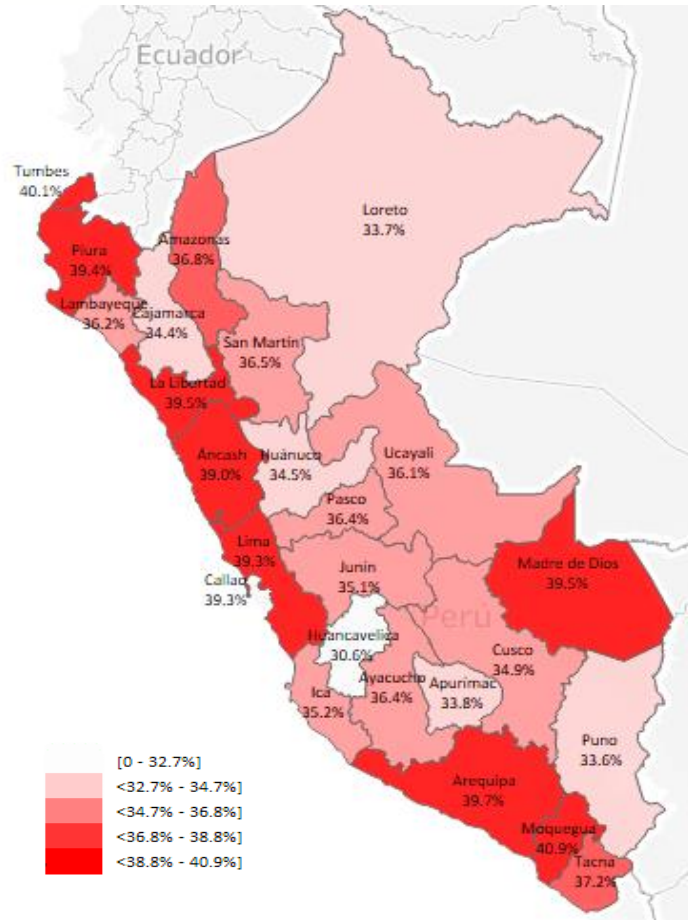 Ecuador
Tumbes
40.1%
Loreto
33.7%
Piura
39.4%
Amazonas
36.8%
Lambayeque
36.2%
Cajamarca
34.4%
San Martín
36.5%
La Libertad
39.5%
Áncash
39.0%
Huánuco
34.5%
Ucayali
36.1%
Pasco
36.4%
Lima
39.3%
Callao
39.3%
Junín
35.1%
Madre de Dios
39.5%
Perú
Huancavelica
30.6%
Cusco
34.9%
Ayacucho
36.4%
Apurímac
33.8%
Ica
35.2%
Puno
33.6%
Arequipa
39.7%
Moquegua
40.9%
Tacna
37.2%
[0 - 32.7%]
<32.7% - 34.7%]
<34.7% - 36.8%]
<36.8% - 38.8%]
<38.8% - 40.9%]